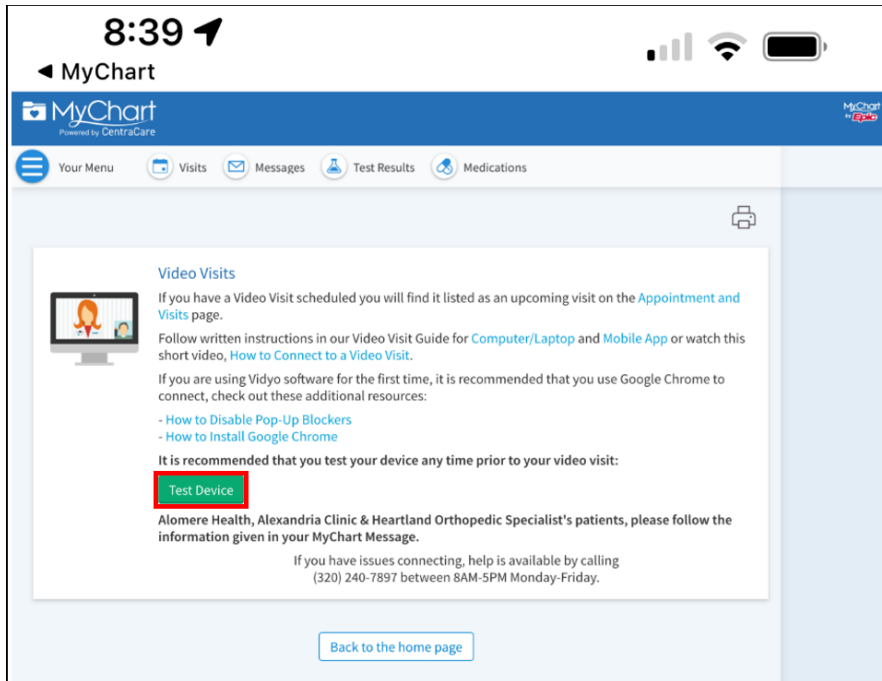 8:39
◀ MyChart
MyChart
Powered by CentraCare
MyChart
by Epic
Your Menu Visits Messages Test Results Medications
Video Visits
If you have a Video Visit scheduled you will find it listed as an upcoming visit on the Appointment and
Visits page.
Follow written instructions in our Video Visit Guide for Computer/Laptop and Mobile App or watch this
short video, How to Connect to a Video Visit.
If you are using Vidyo software for the first time, it is recommended that you use Google Chrome to
connect, check out these additional resources:
- How to Disable Pop-Up Blockers
- How to Install Google Chrome
It is recommended that you test your device any time prior to your video visit:
Test Device
Alomere Health, Alexandria Clinic & Heartland Orthopedic Specialist's patients, please follow the
information given in your MyChart Message.
If you have issues connecting, help is available by calling
(320) 240-7897 between 8AM-5PM Monday-Friday.
Back to the home page